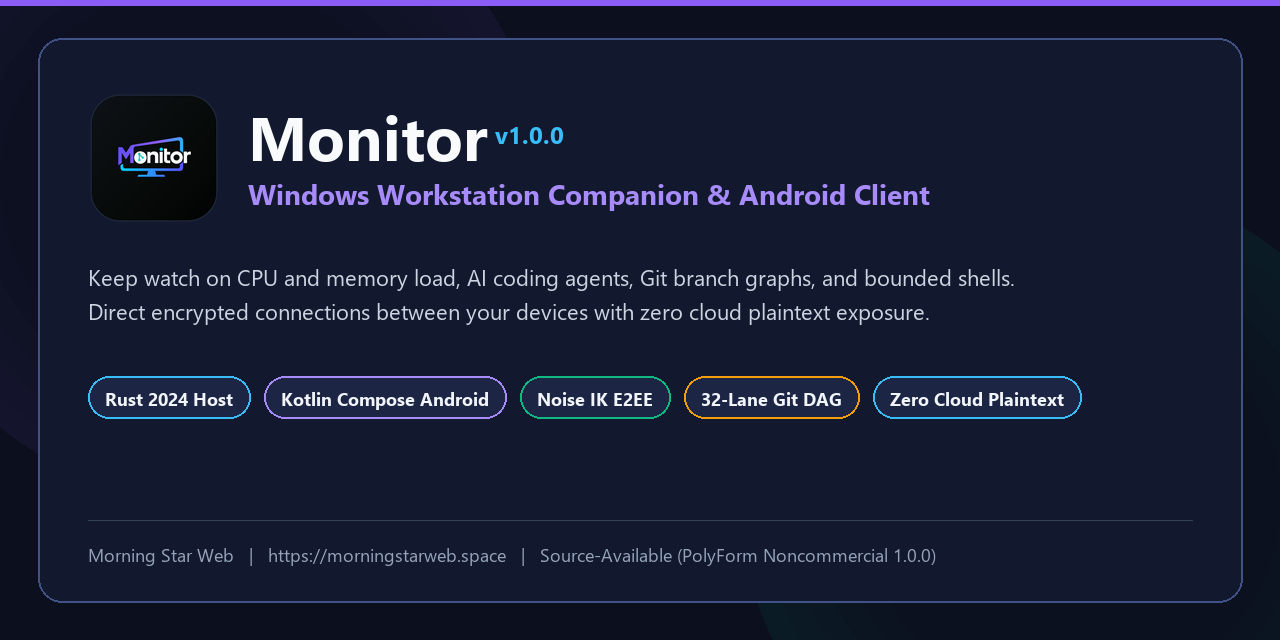 Monitor
Monitor v1.0.0
Windows Workstation Companion & Android Client
Keep watch on CPU and memory load, AI coding agents, Git branch graphs, and bounded shells.
Direct encrypted connections between your devices with zero cloud plaintext exposure.
Rust 2024 Host
Kotlin Compose Android
Noise IK E2EE
32-Lane Git DAG
Zero Cloud Plaintext
Morning Star Web | https://morningstarweb.space | Source-Available (PolyForm Noncommercial 1.0.0)